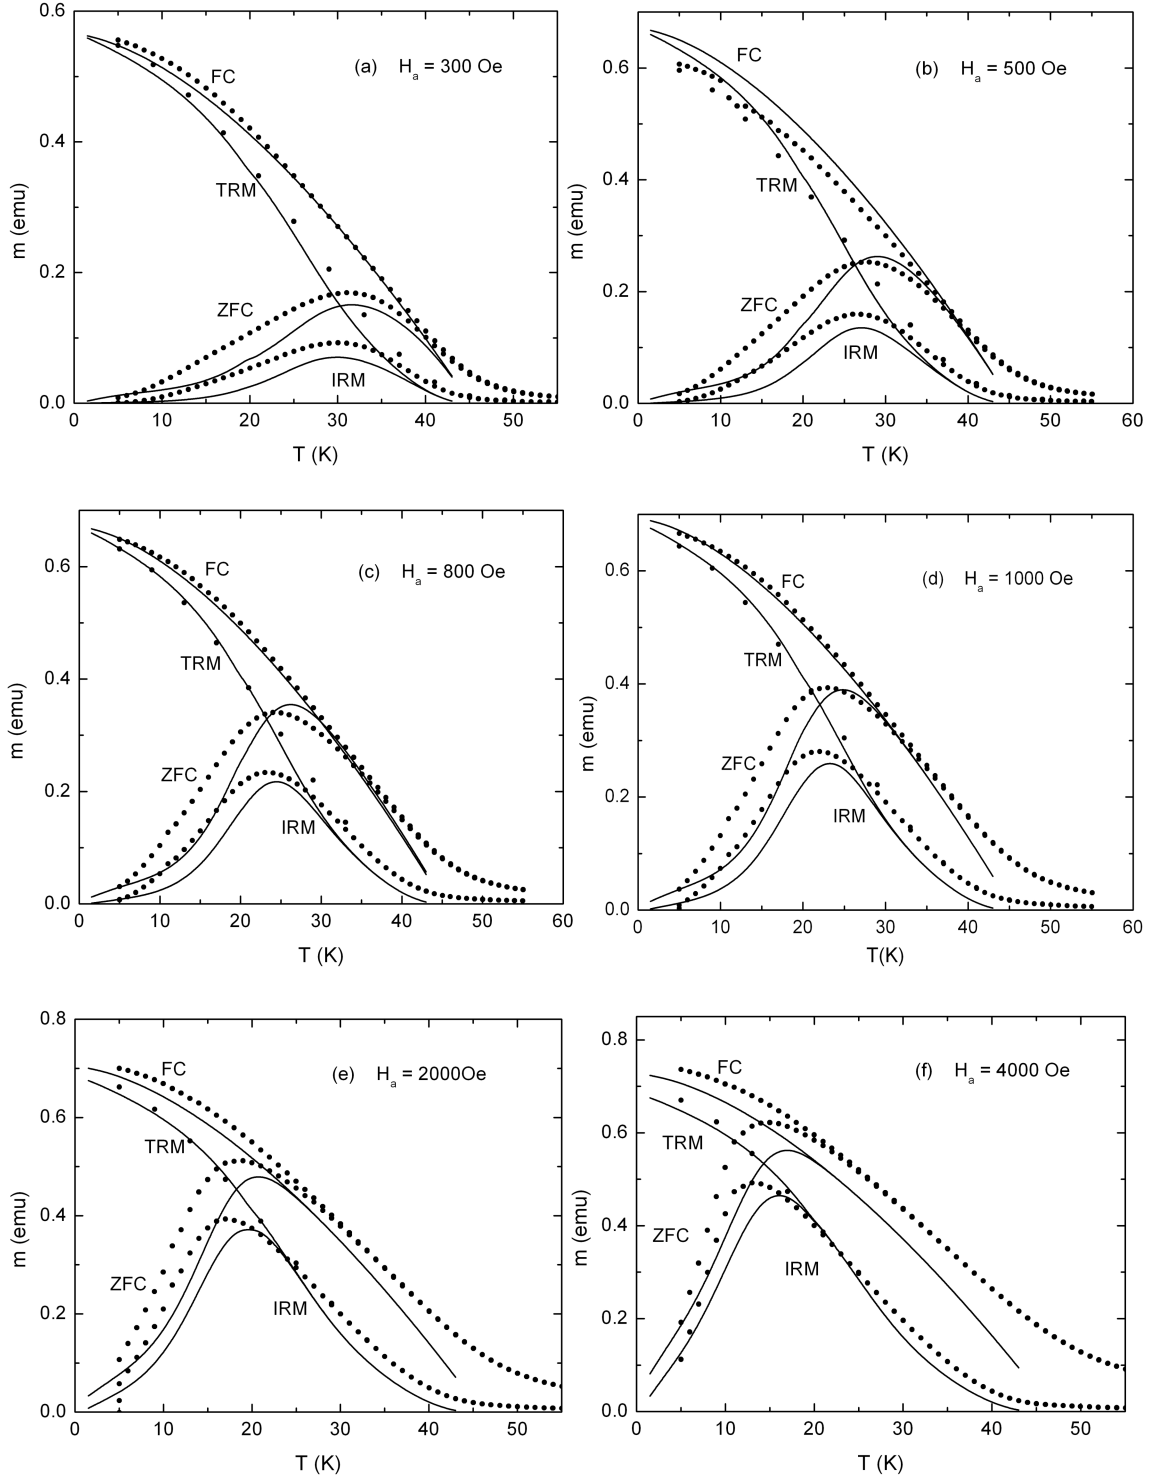 0.6
(a) Ha = 300 Oe
FC
0.4
TRM
m (emu)
0.2
ZFC
IRM
0.0
0 10 20 30 40 50
T (K)
(b) Ha = 500 Oe
FC
0.6
0.4
TRM
m (emu)
ZFC
0.2
IRM
0.0
0 10 20 30 40 50 60
T (K)
0.6
FC
(c) Ha = 800 Oe
TRM
0.4
m (emu)
ZFC
0.2
IRM
0.0
0 10 20 30 40 50 60
T (K)
0.6
FC
(d) Ha = 1000 Oe
TRM
0.4
m (emu)
ZFC
0.2
IRM
0.0
0 10 20 30 40 50 60
T(K)
0.8
FC
(e) Ha = 2000Oe
0.6
TRM
0.4
m (emu)
ZFC
IRM
0.2
0.0
0 10 20 30 40 50
T (K)
0.8
FC
(f) Ha = 4000 Oe
TRM
0.6
0.4
m (emu)
ZFC
IRM
0.2
0.0
0 10 20 30 40 50
T (K)